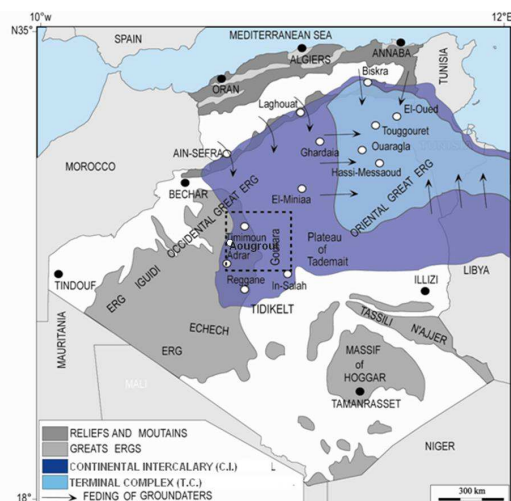 10°w
12°E
N35°
SPAIN
MEDITERRANEAN SEA
ALGIERS
ANNABA
TUNISIA
ORAN
Biskra
Laghouat
El-Oued
Touggouret
Ghardaia
Ouaragla
Hassi-Messaoud
MOROCCO
AIN-SEFRA
BECHAR
El-Miniaa
ORIENTAL GREAT ERG
OCCIDENTAL GREAT ERG
Timimoun
Aougrout
Gourara
Adrar
Plateau
of
Tademait
LIBYA
TINDOUF
ERG
IGUIDI
Reggane
In-Salah
ILLIZI
TIDIKELT
MAURITANIA
ECHECH
ERG
TASSILI
N'AJJER
MASSIF
of
HOGGAR
TAMANRASSET
MALI
NIGER
RELIEFS AND MOUTAINS
GREATS ERGS
CONTINENTAL INTERCALARY (C.I.)
L
TERMINAL COMPLEX (T.C.)
FEDING OF GROUNDATERS
18°
300 km